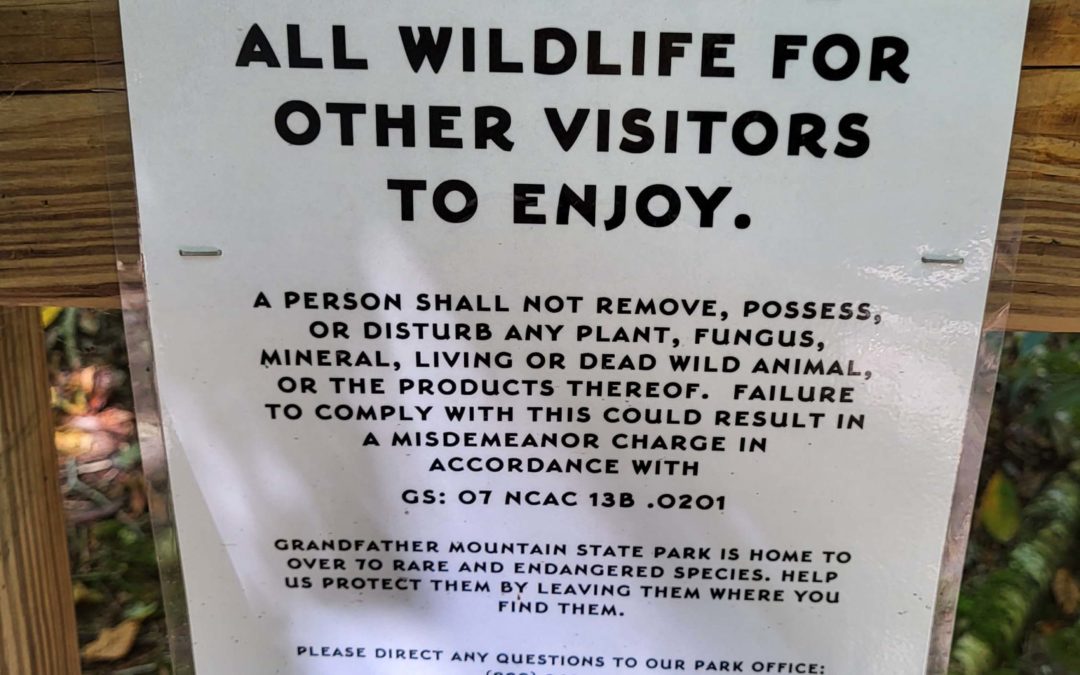 ALL WILDLIFE FOR
OTHER VISITORS
TO ENJOY.
A PERSON SHALL NOT REMOVE, POSSESS,
OR DISTURB ANY PLANT, FUNGUS,
MINERAL, LIVING OR DEAD WILD ANIMAL,
OR THE PRODUCTS THEREOF. FAILURE
TO COMPLY WITH THIS COULD RESULT IN
A MISDEMEANOR CHARGE IN
ACCORDANCE WITH
GS: 07 NCAC 13B .0201
GRANDFATHER MOUNTAIN STATE PARK IS HOME TO
OVER 70 RARE AND ENDANGERED SPECIES. HELP
US PROTECT THEM BY LEAVING THEM WHERE YOU
FIND THEM.
PLEASE DIRECT ANY QUESTIONS TO OUR PARK OFFICE: